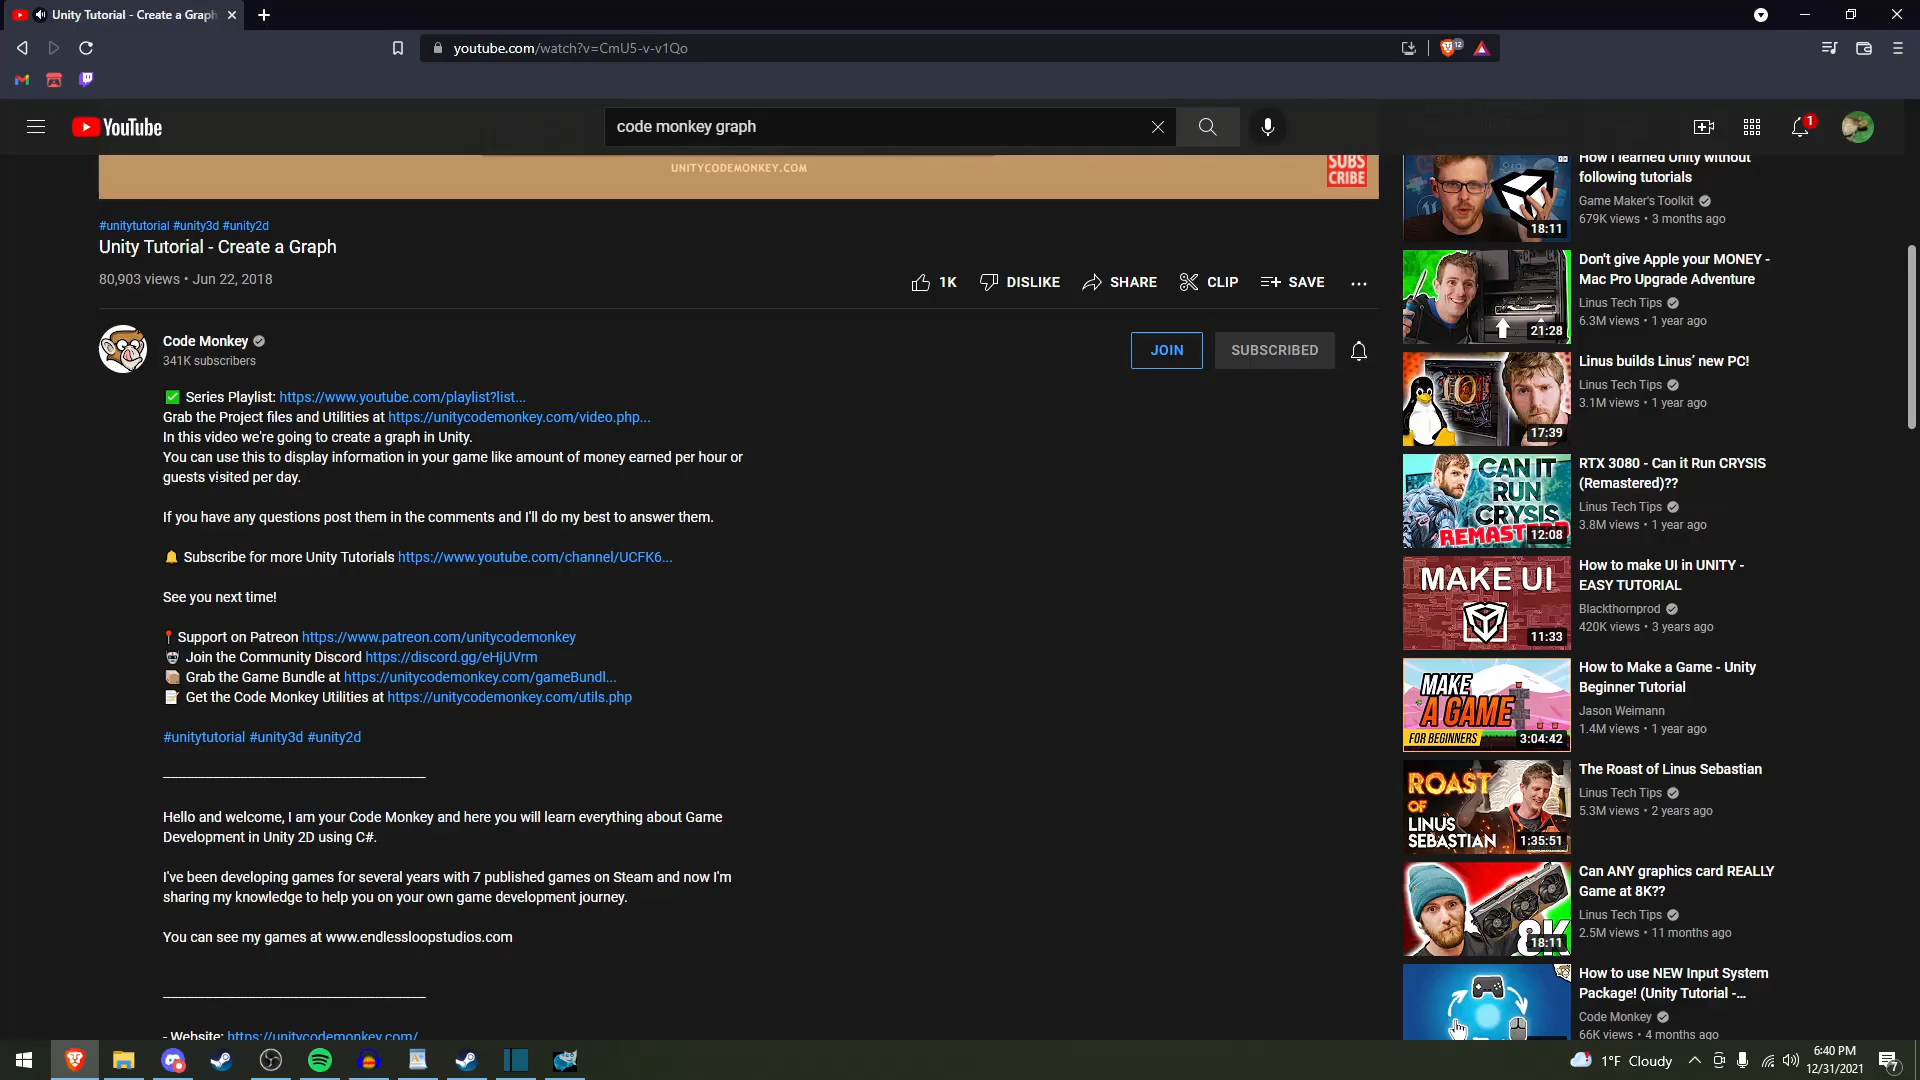 Unity Tutorial - Create a Graph
youtube.com/watch?v=CmU5-v-v1Qo
12
YouTube
code monkey graph
1
UNITYCODEMONKEY.COM
SUBS
CRIBE
#unitytutorial #unity3d #unity2d
Unity Tutorial - Create a Graph
80,903 views • Jun 22, 2018
1K
DISLIKE
SHARE
CLIP
SAVE
Code Monkey
341K subscribers
JOIN
SUBSCRIBED
✅ Series Playlist: https://www.youtube.com/playlist?list...
Grab the Project files and Utilities at https://unitycodemonkey.com/video.php...
In this video we're going to create a graph in Unity.
You can use this to display information in your game like amount of money earned per hour or
guests visited per day.
If you have any questions post them in the comments and I'll do my best to answer them.
🔔 Subscribe for more Unity Tutorials https://www.youtube.com/channel/UCFK6...
See you next time!
📍 Support on Patreon https://www.patreon.com/unitycodemonkey
🤖 Join the Community Discord https://discord.gg/eHjUVrm
📦 Grab the Game Bundle at https://unitycodemonkey.com/gameBundl...
📝 Get the Code Monkey Utilities at https://unitycodemonkey.com/utils.php
#unitytutorial #unity3d #unity2d
Hello and welcome, I am your Code Monkey and here you will learn everything about Game
Development in Unity 2D using C#.
I've been developing games for several years with 7 published games on Steam and now I'm
sharing my knowledge to help you on your own game development journey.
You can see my games at www.endlessloopstudios.com
- Website: https://unitycodemonkey.com/
18:11
How I learned Unity without
following tutorials
Game Maker's Toolkit
679K views • 3 months ago
21:28
Don't give Apple your MONEY -
Mac Pro Upgrade Adventure
Linus Tech Tips
6.3M views • 1 year ago
17:39
Linus builds Linus' new PC!
Linus Tech Tips
3.1M views • 1 year ago
CAN IT
RUN
CRYSIS
REMASTERED
12:08
RTX 3080 - Can it Run CRYSIS
(Remastered)??
Linus Tech Tips
3.8M views • 1 year ago
MAKE UI
11:33
How to make UI in UNITY -
EASY TUTORIAL
Blackthornprod
420K views • 3 years ago
MAKE
A GAME
FOR BEGINNERS
3:04:42
How to Make a Game - Unity
Beginner Tutorial
Jason Weimann
1.4M views • 1 year ago
ROAST
OF
LINUS
SEBASTIAN
1:35:51
The Roast of Linus Sebastian
Linus Tech Tips
5.3M views • 2 years ago
8K
18:11
Can ANY graphics card REALLY
Game at 8K??
Linus Tech Tips
2.5M views • 11 months ago
How to use NEW Input System
Package! (Unity Tutorial -...
Code Monkey
66K views • 4 months ago
1°F Cloudy
6:40 PM
12/31/2021
7